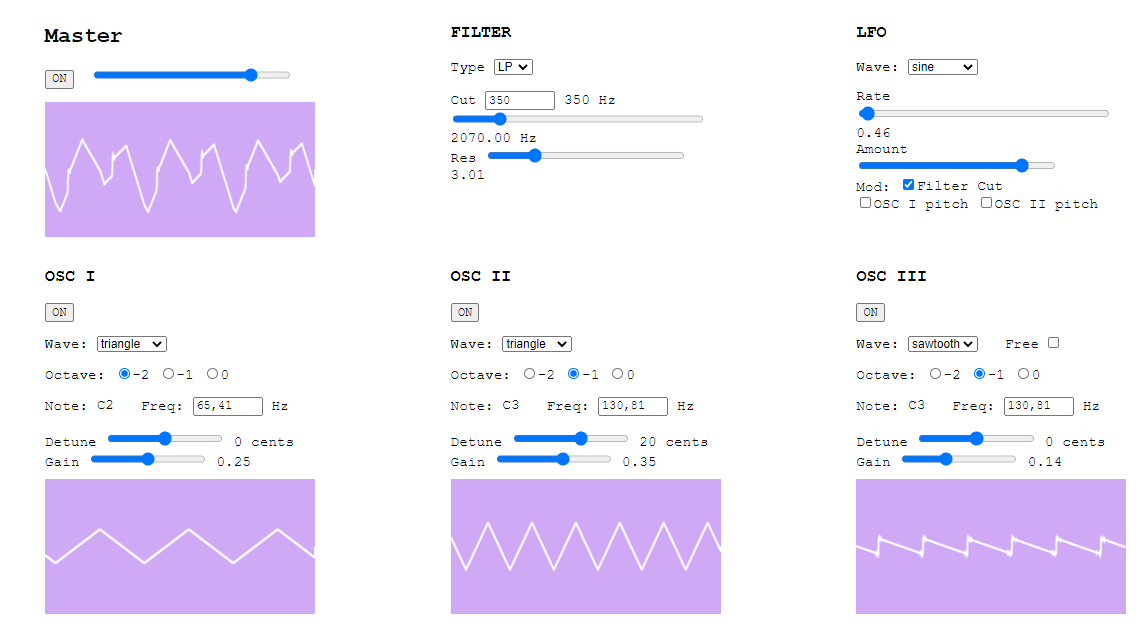 Master
ON
FILTER
Type LP
Cut 350 350 Hz
2070.00 Hz
Res
3.01
LFO
Wave: sine
Rate
0.46
Amount
Mod: Filter Cut
OSC I pitch OSC II pitch
OSC I
ON
Wave: triangle
Octave: -2 -1 0
Note: C2 Freq: 65,41 Hz
Detune 0 cents
Gain 0.25
OSC II
ON
Wave: triangle
Octave: -2 -1 0
Note: C3 Freq: 130,81 Hz
Detune 20 cents
Gain 0.35
OSC III
ON
Wave: sawtooth Free
Octave: -2 -1 0
Note: C3 Freq: 130,81 Hz
Detune 0 cents
Gain 0.14